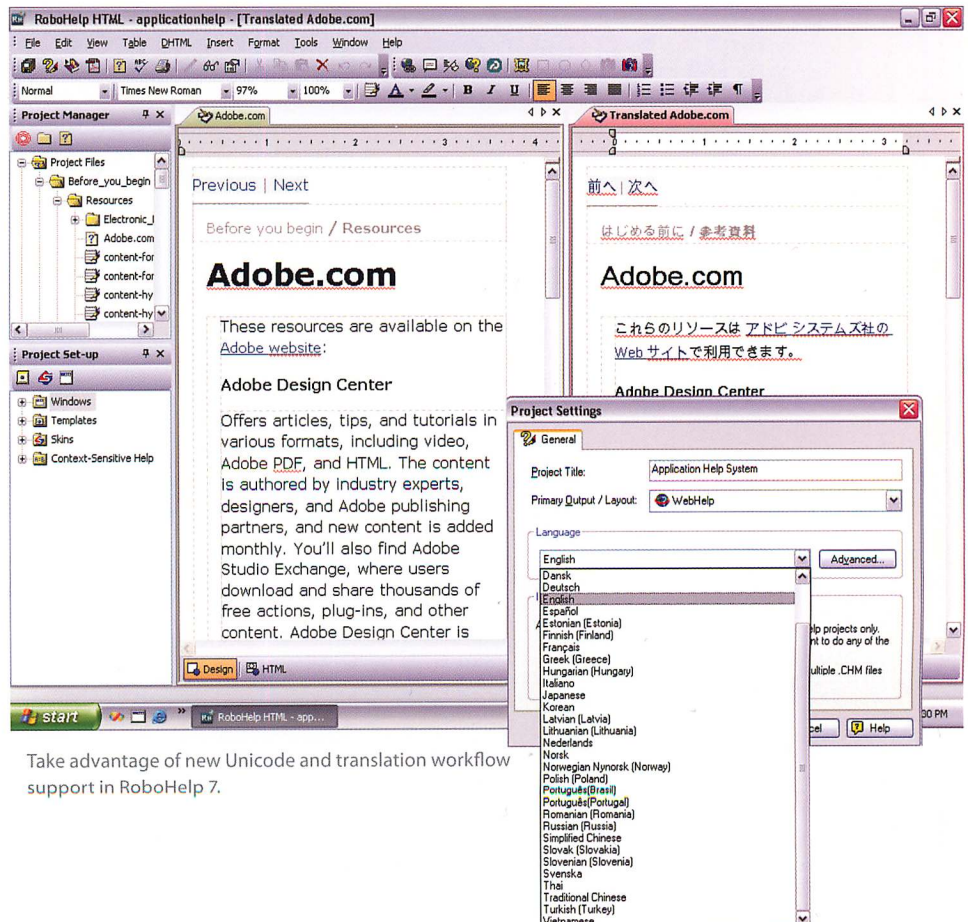 RoboHelp HTML - applicationhelp - [Translated Adobe.com]
File Edit View Table DHTML Insert Format Tools Window Help
Normal Times New Roman 97% 100% A B I U
Project Manager
Project Files
Before_you_begin
Resources
Electronic_
Adobe.com
content-for
content-for
content-hy
content-hy
Project Set-up
Windows
Templates
Skins
Context-Sensitive Help
Adobe.com
1 2 3 4
Previous | Next
Before you begin / Resources
Adobe.com
These resources are available on the
Adobe website:
Adobe Design Center
Offers articles, tips, and tutorials in
various formats, including video,
Adobe PDF, and HTML. The content
is authored by industry experts,
designers, and Adobe publishing
partners, and new content is added
monthly. You'll also find Adobe
Studio Exchange, where users
download and share thousands of
free actions, plug-ins, and other
content. Adobe Design Center is
Design HTML
Translated Adobe.com
1 2 3
前へ | 次へ
はじめる前に / 参考資料
Adobe.com
これらのリソースは アドビ システムズ社の
Web サイトで利用できます。
Adobe Design Center
Project Settings
General
Project Title: Application Help System
Primary Output / Layout: WebHelp
Language
English Advanced...
Dansk
Deutsch
English
Español
Estonian (Estonia)
Finnish (Finland)
Français
Greek (Greece)
Hungarian (Hungary)
Italiano
Japanese
Korean
Latvian (Latvia)
Lithuanian (Lithuania)
Nederlands
Norsk
Norwegian Nynorsk (Norway)
Polish (Poland)
Português(Brasil)
Português(Portugal)
Romanian (Romania)
Russian (Russia)
Simplified Chinese
Slovak (Slovakia)
Slovenian (Slovenia)
Svenska
Thai
Traditional Chinese
Turkish (Turkey)
Vietnamese
lp projects only.
nt to do any of the
ultiple .CHM files
cel Help
start RoboHelp HTML - app... 00 PM
Take advantage of new Unicode and translation workflow
support in RoboHelp 7.